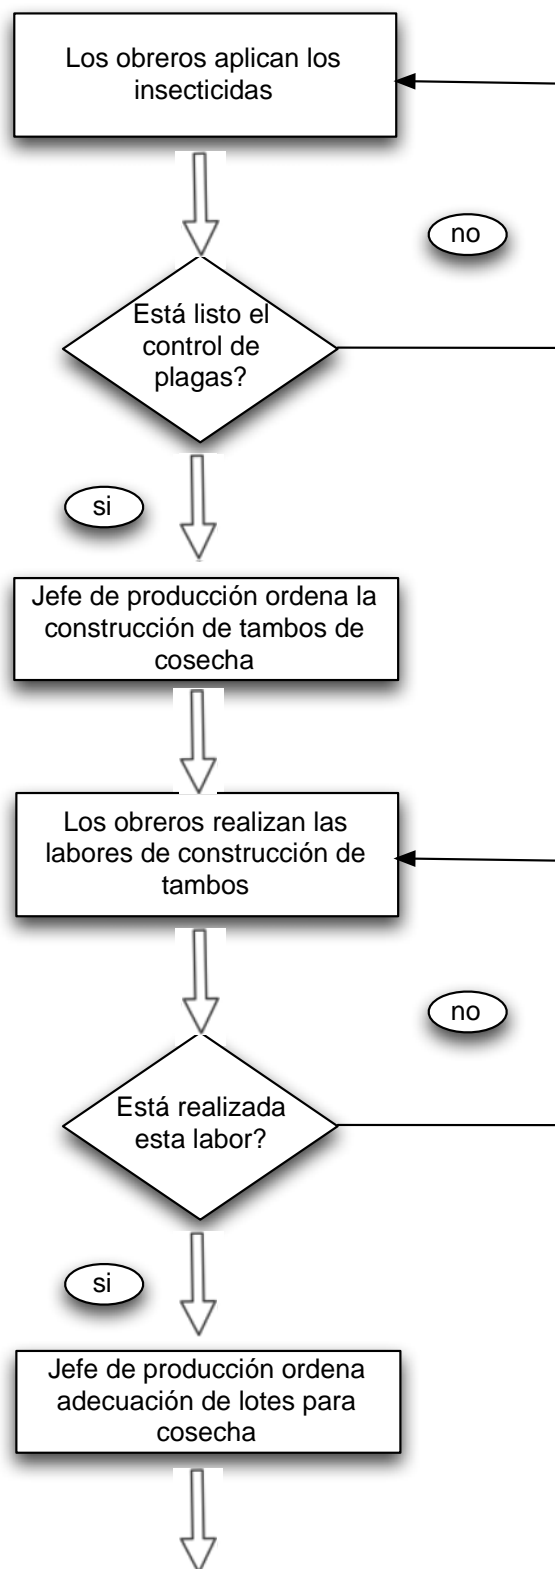 Los obreros aplican los
insecticidas
no
Está listo el
control de
plagas?
si
Jefe de producción ordena la
construcción de tambos de
cosecha
Los obreros realizan las
labores de construcción de
tambos
no
Está realizada
esta labor?
si
Jefe de producción ordena
adecuación de lotes para
cosecha